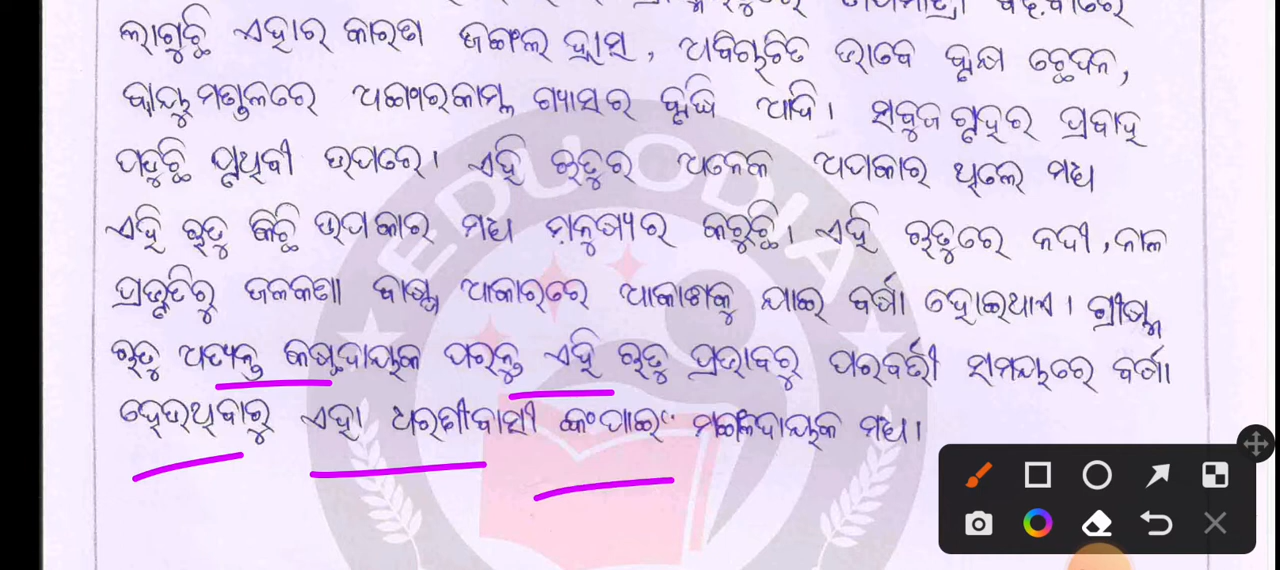 ଲାଗୁଛି ଏହାର କାରଣ ଜଙ୍ଗଲ ହ୍ରାସ, ଅବିଚାରିତ ଭାବେ ବୃକ୍ଷ ଚ୍ଛେଦନ,
ବାୟୁମଣ୍ଡଳରେ ଅଙ୍ଗାରକାମ୍ଳ ଗ୍ୟାସର ବୃଦ୍ଧି ଆଦି। ସବୁଜ ଗୃହର ପ୍ରବାହ
ପଡୁଛି ପୃଥିବୀ ଉପରେ। ଏହି ଋତୁର ଅନେକ ଅପକାର ଥିଲେ ମଧ୍ୟ
ଏହି ଋତୁ କିଛି ଉପକାର ମଧ୍ୟ ମନୁଷ୍ୟର କରୁଛି। ଏହି ଋତୁରେ ନଦୀ, ନାଳ
ପ୍ରଭୃତିରୁ ଜଳକଣା ବାଷ୍ପ ଆକାରରେ ଆକାଶକୁ ଯାଇ ବର୍ଷା ହୋଇଥାଏ। ଗ୍ରୀଷ୍ମ
ଋତୁ ଅତ୍ୟନ୍ତ କଷ୍ଟଦାୟକ ପରନ୍ତୁ ଏହି ଋତୁ ପ୍ରଭାବରୁ ପରବର୍ତ୍ତୀ ସମୟରେ ବର୍ଷା
ହେଉଥିବାରୁ ଏହା ଧରଣୀବାସୀ କଂପାଇଂ ମଙ୍ଗଳଦାୟକ ମଧ୍ୟ।
EDUODIA